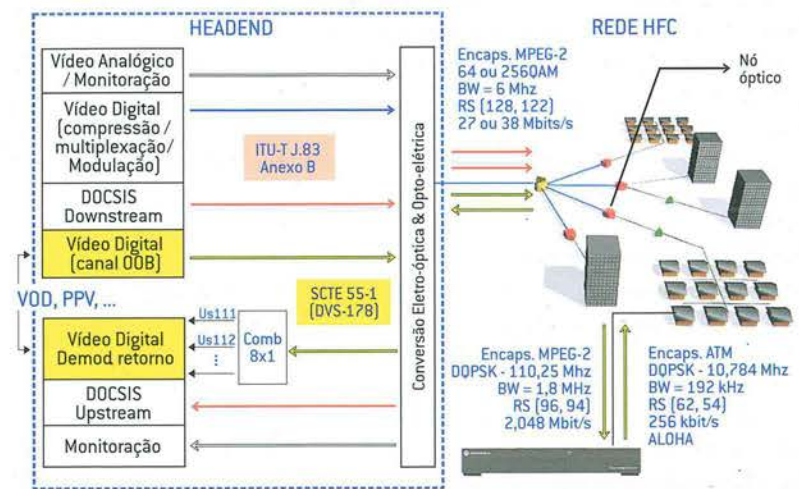 HEADEND
Vídeo Analógico
/ Monitoração
Vídeo Digital
(compressão /
multiplexação/
Modulação)
DOCSIS
Downstream
Vídeo Digital
(canal OOB)
VOD, PPV, ...
Vídeo Digital
Demod. retorno
DOCSIS
Upstream
Monitoração
ITU-T J.83
Anexo B
SCTE 55-1
(DVS-178)
Us111
Us112
⋮
Comb
8x1
Conversão Eletro-óptica & Opto-elétrica
REDE HFC
Encaps. MPEG-2
64 ou 256QAM
BW = 6 Mhz
RS (128, 122)
27 ou 38 Mbits/s
Nó
óptico
Encaps. MPEG-2
DQPSK - 110,25 Mhz
BW = 1,8 MHz
RS (96, 94)
2,048 Mbit/s
Encaps. ATM
DQPSK - 10,784 Mhz
BW = 192 kHz
RS (62, 54)
256 kbit/s
ALOHA